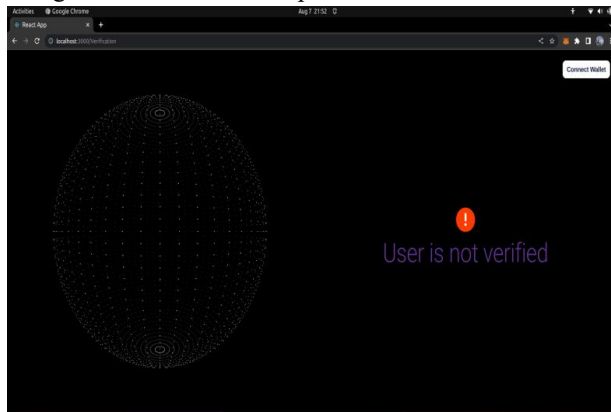 Activities Google Chrome Aug 7 21:52
React App
localhost:3000/Verification
Connect Wallet
User is not verified